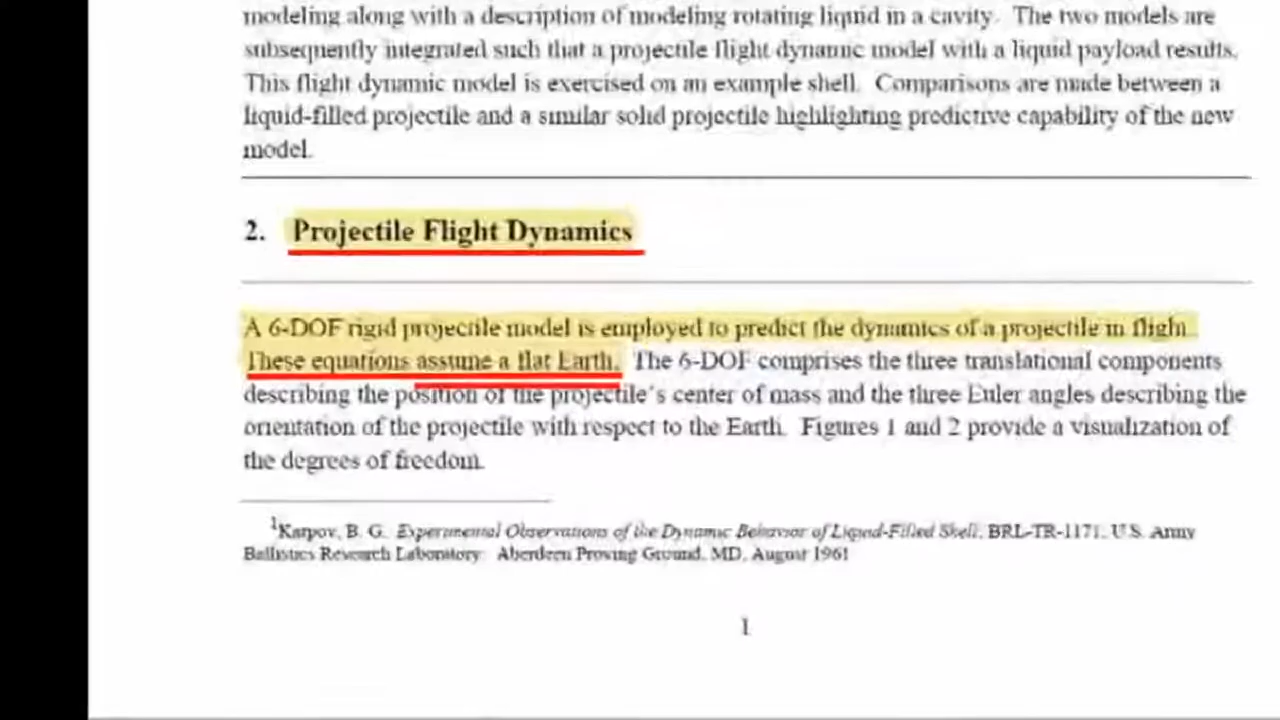 modeling along with a description of modeling rotating liquid in a cavity. The two models are
subsequently integrated such that a projectile flight dynamic model with a liquid payload results.
This flight dynamic model is exercised on an example shell. Comparisons are made between a
liquid-filled projectile and a similar solid projectile highlighting predictive capability of the new
model.
2. Projectile Flight Dynamics
A 6-DOF rigid projectile model is employed to predict the dynamics of a projectile in flight.
These equations assume a flat Earth. The 6-DOF comprises the three translational components
describing the position of the projectile's center of mass and the three Euler angles describing the
orientation of the projectile with respect to the Earth. Figures 1 and 2 provide a visualization of
the degrees of freedom.
1Karpov, B. G. Experimental Observations of the Dynamic Behavior of Liquid-Filled Shell, BRL-TR-1171, U.S. Army
Ballistics Research Laboratory: Aberdeen Proving Ground, MD, August 1961
1